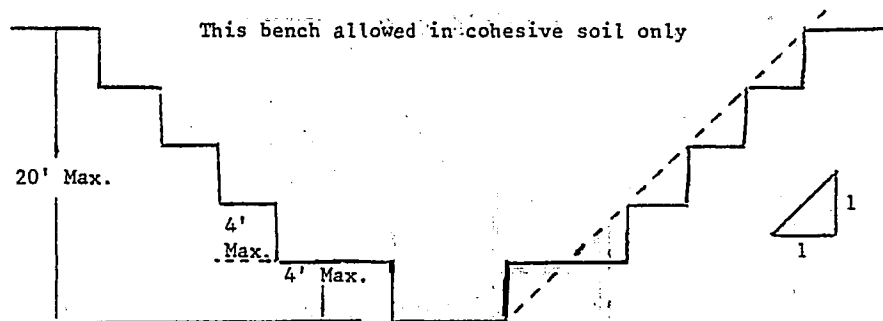 This bench allowed in cohesive soil only
20' Max.
4'
Max.
4' Max.
1
1